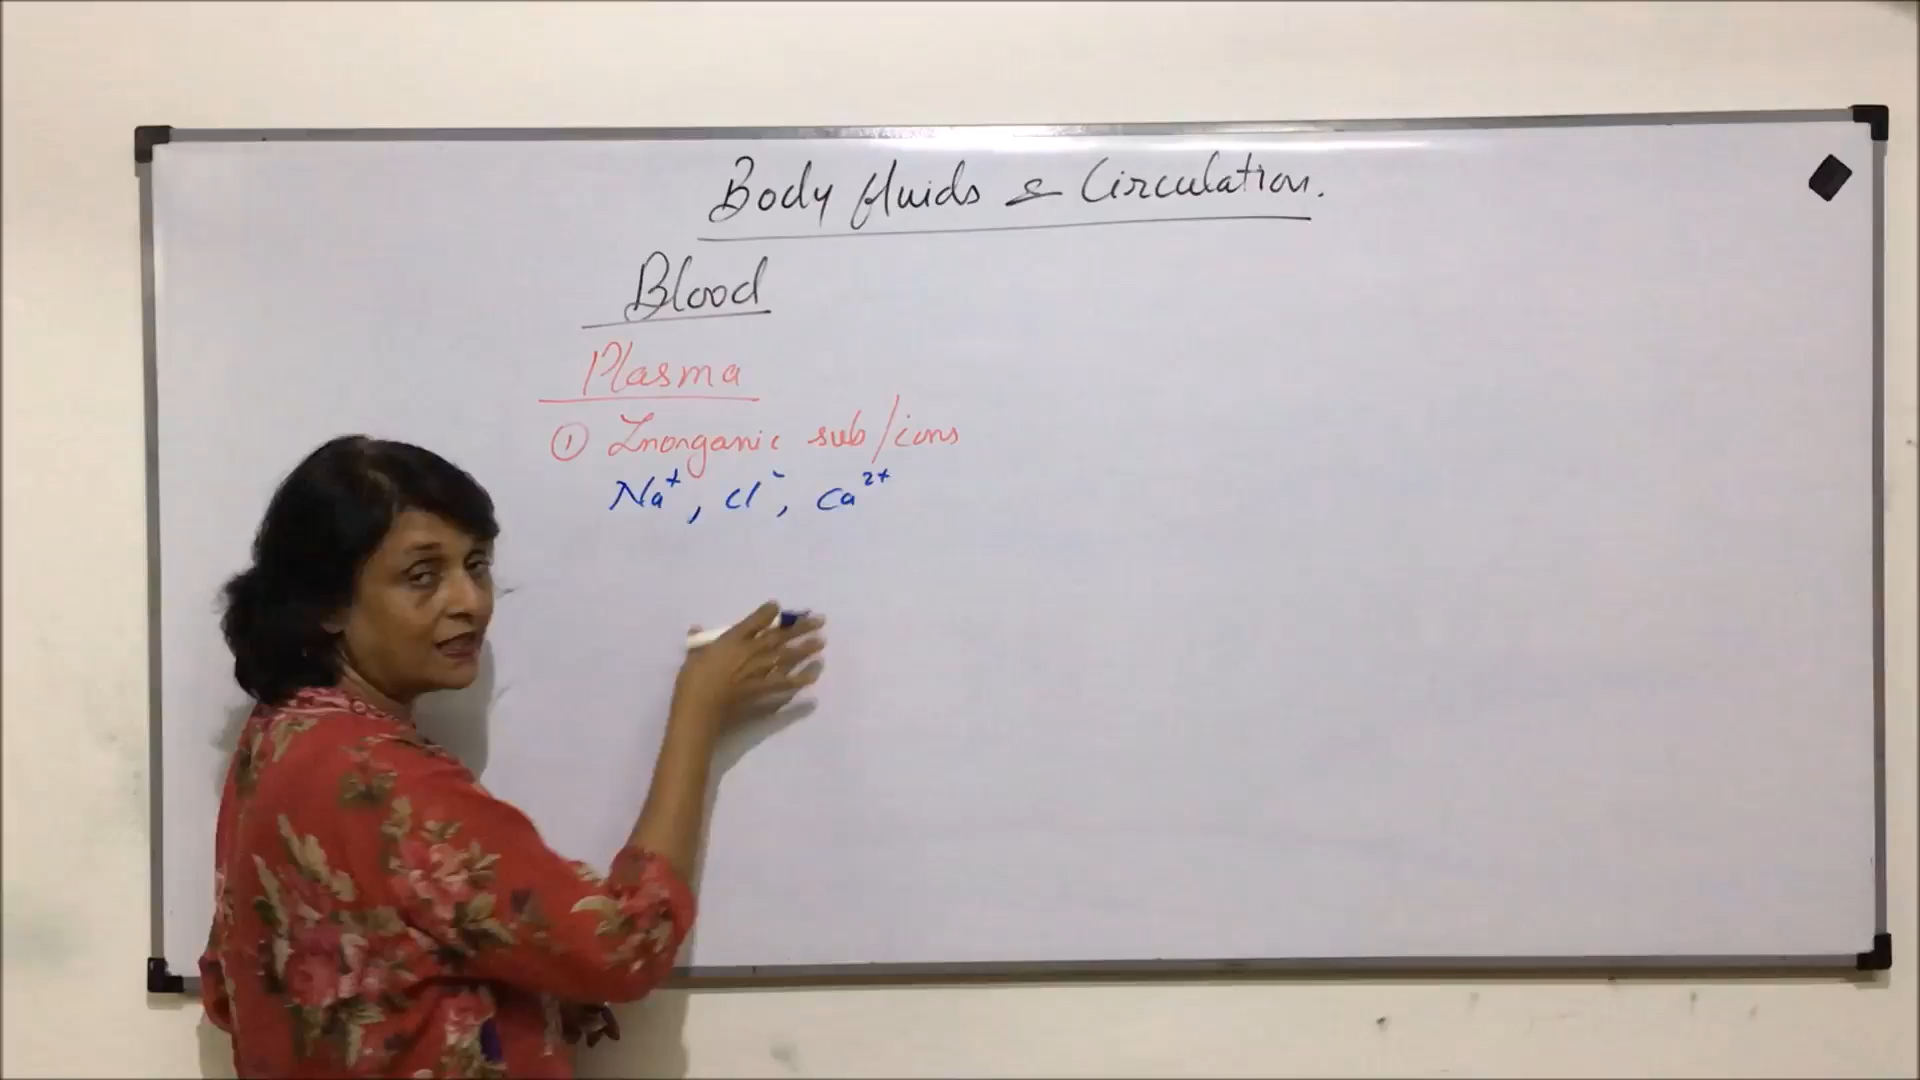 Body fluids & Circulation.
Blood
Plasma
① Inorganic sub/ions
Na⁺, Cl⁻, Ca²⁺